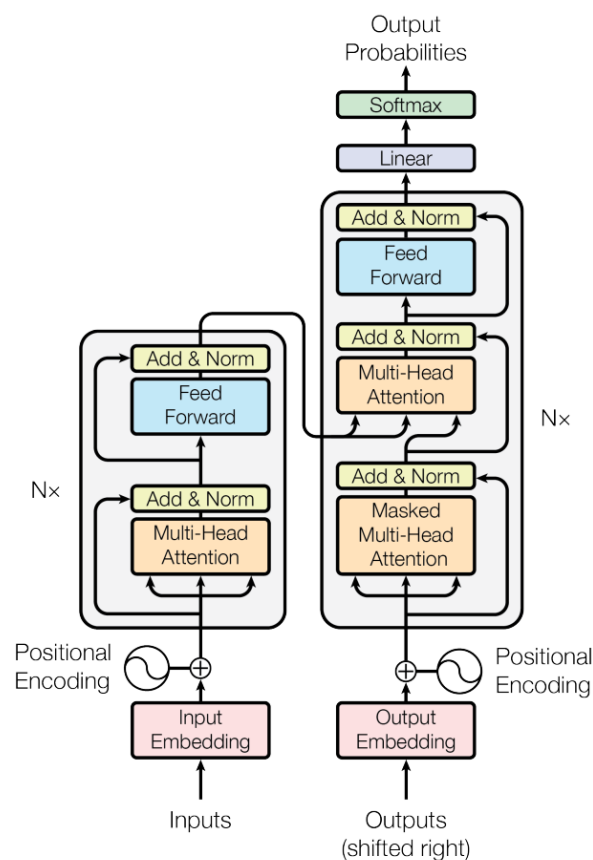 Output
Probabilities
Softmax
Linear
Add & Norm
Feed
Forward
Add & Norm
Multi-Head
Attention
Add & Norm
Masked
Multi-Head
Attention
N×
Add & Norm
Feed
Forward
Add & Norm
Multi-Head
Attention
N×
Positional
Encoding
Positional
Encoding
Input
Embedding
Output
Embedding
Inputs
Outputs
(shifted right)